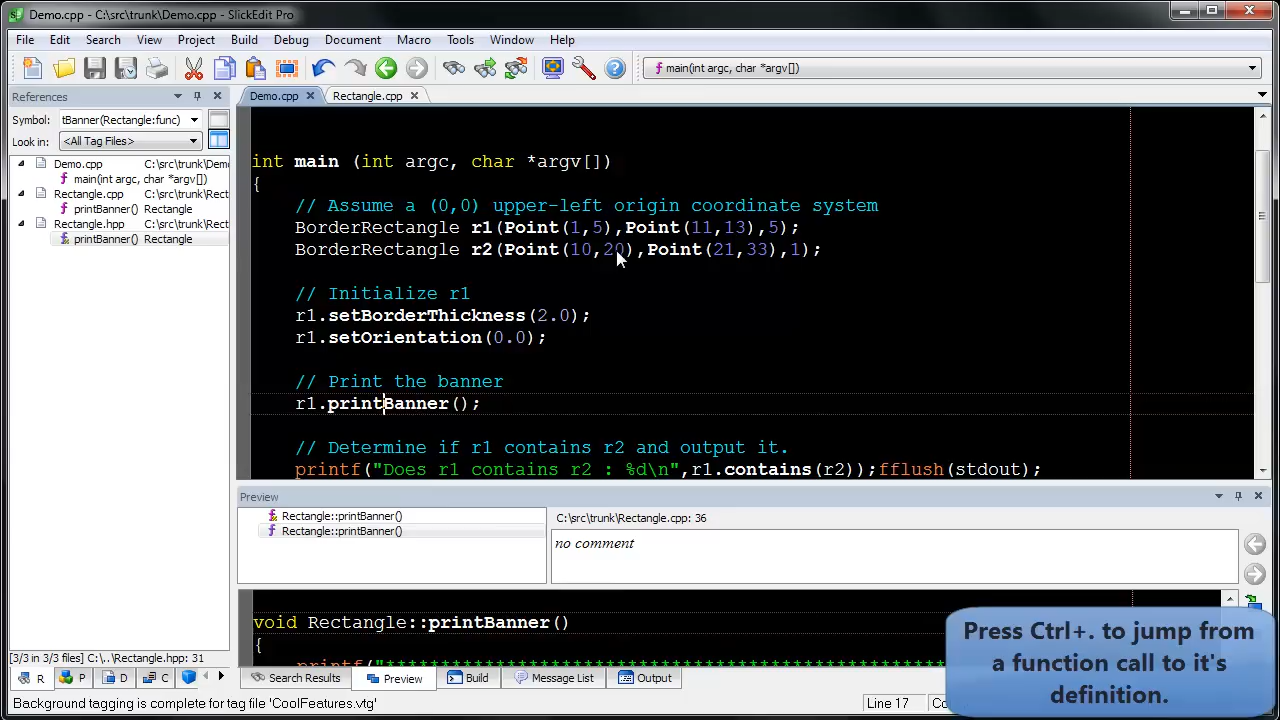 Demo.cpp - C:\src\trunk\Demo.cpp - SlickEdit Pro
File Edit Search View Project Build Debug Document Macro Tools Window Help
main(int argc, char *argv[])
References
Demo.cpp Rectangle.cpp
Symbol: tBanner(Rectangle:func)
Look in: <All Tag Files>
Demo.cpp C:\src\trunk\Dem
main(int argc, char *argv[])
Rectangle.cpp C:\src\trunk\Rect
printBanner() Rectangle
Rectangle.hpp C:\src\trunk\Rect
printBanner() Rectangle
int main (int argc, char *argv[])
{
// Assume a (0,0) upper-left origin coordinate system
BorderRectangle r1(Point(1,5),Point(11,13),5);
BorderRectangle r2(Point(10,20),Point(21,33),1);
// Initialize r1
r1.setBorderThickness(2.0);
r1.setOrientation(0.0);
// Print the banner
r1.printBanner();
// Determine if r1 contains r2 and output it.
printf("Does r1 contains r2 : %d\n",r1.contains(r2));fflush(stdout);
Preview
Rectangle::printBanner()
Rectangle::printBanner()
C:\src\trunk\Rectangle.cpp: 36
no comment
void Rectangle::printBanner()
{
[3/3 in 3/3 files] C:\..\Rectangle.hpp: 31
R P D C
Search Results Preview Build Message List Output
Background tagging is complete for tag file 'CoolFeatures.vtg'
Line 17
Press Ctrl+. to jump from
a function call to it's
definition.